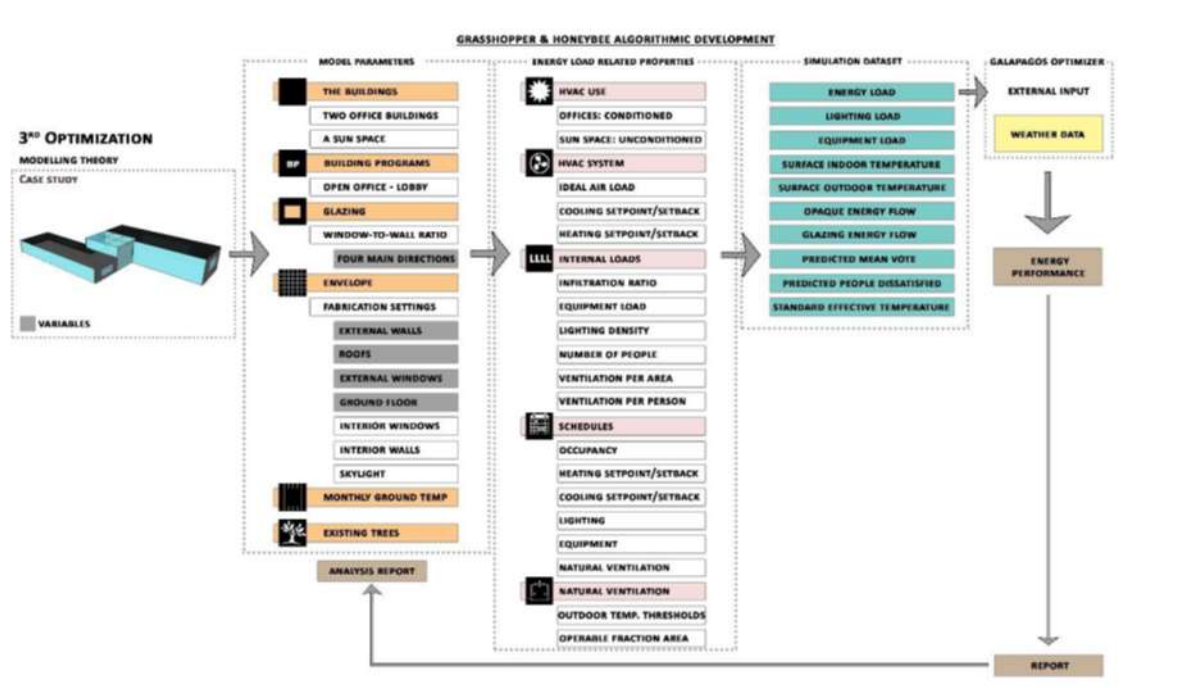 GRASSHOPPER & HONEYBEE ALGORITHMIC DEVELOPMENT
3RD OPTIMIZATION
MODELLING THEORY
CASE STUDY
VARIABLES
MODEL PARAMETERS
THE BUILDINGS
TWO OFFICE BUILDINGS
A SUN SPACE
BP
BUILDING PROGRAMS
OPEN OFFICE - LOBBY
GLAZING
WINDOW-TO-WALL RATIO
FOUR MAIN DIRECTIONS
ENVELOPE
FABRICATION SETTINGS
EXTERNAL WALLS
ROOFS
EXTERNAL WINDOWS
GROUND FLOOR
INTERIOR WINDOWS
INTERIOR WALLS
SKYLIGHT
MONTHLY GROUND TEMP
EXISTING TREES
ANALYSIS REPORT
ENERGY LOAD RELATED PROPERTIES
HVAC USE
OFFICES: CONDITIONED
SUN SPACE: UNCONDITIONED
HVAC SYSTEM
IDEAL AIR LOAD
COOLING SETPOINT/SETBACK
HEATING SETPOINT/SETBACK
LLLL
INTERNAL LOADS
INFILTRATION RATIO
EQUIPMENT LOAD
LIGHTING DENSITY
NUMBER OF PEOPLE
VENTILATION PER AREA
VENTILATION PER PERSON
SCHEDULES
OCCUPANCY
HEATING SETPOINT/SETBACK
COOLING SETPOINT/SETBACK
LIGHTING
EQUIPMENT
NATURAL VENTILATION
NATURAL VENTILATION
OUTDOOR TEMP. THRESHOLDS
OPERABLE FRACTION AREA
SIMULATION DATASET
ENERGY LOAD
LIGHTING LOAD
EQUIPMENT LOAD
SURFACE INDOOR TEMPERATURE
SURFACE OUTDOOR TEMPERATURE
OPAQUE ENERGY FLOW
GLAZING ENERGY FLOW
PREDICTED MEAN VOTE
PREDICTED PEOPLE DISSATISFIED
STANDARD EFFECTIVE TEMPERATURE
GALAPAGOS OPTIMIZER
EXTERNAL INPUT
WEATHER DATA
ENERGY
PERFORMANCE
REPORT